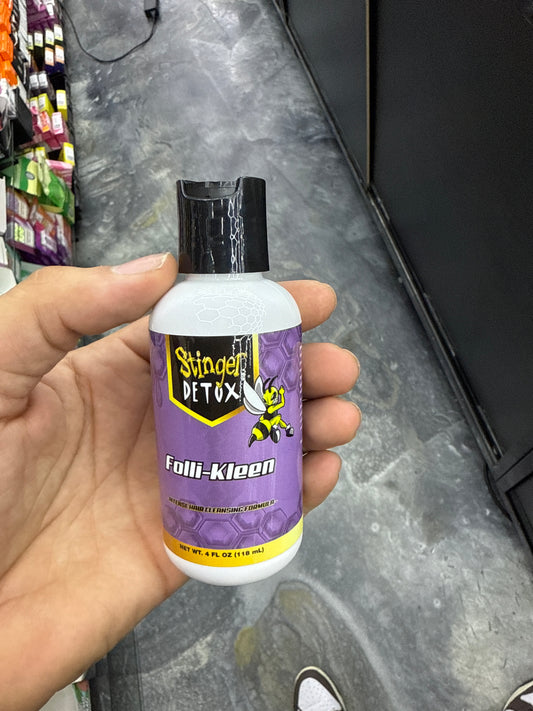 Stinger
DETOX
Folli-Kleen
INTENSE HAIR CLEANSING FORMULA
NET WT. 4 FL OZ (118 mL)